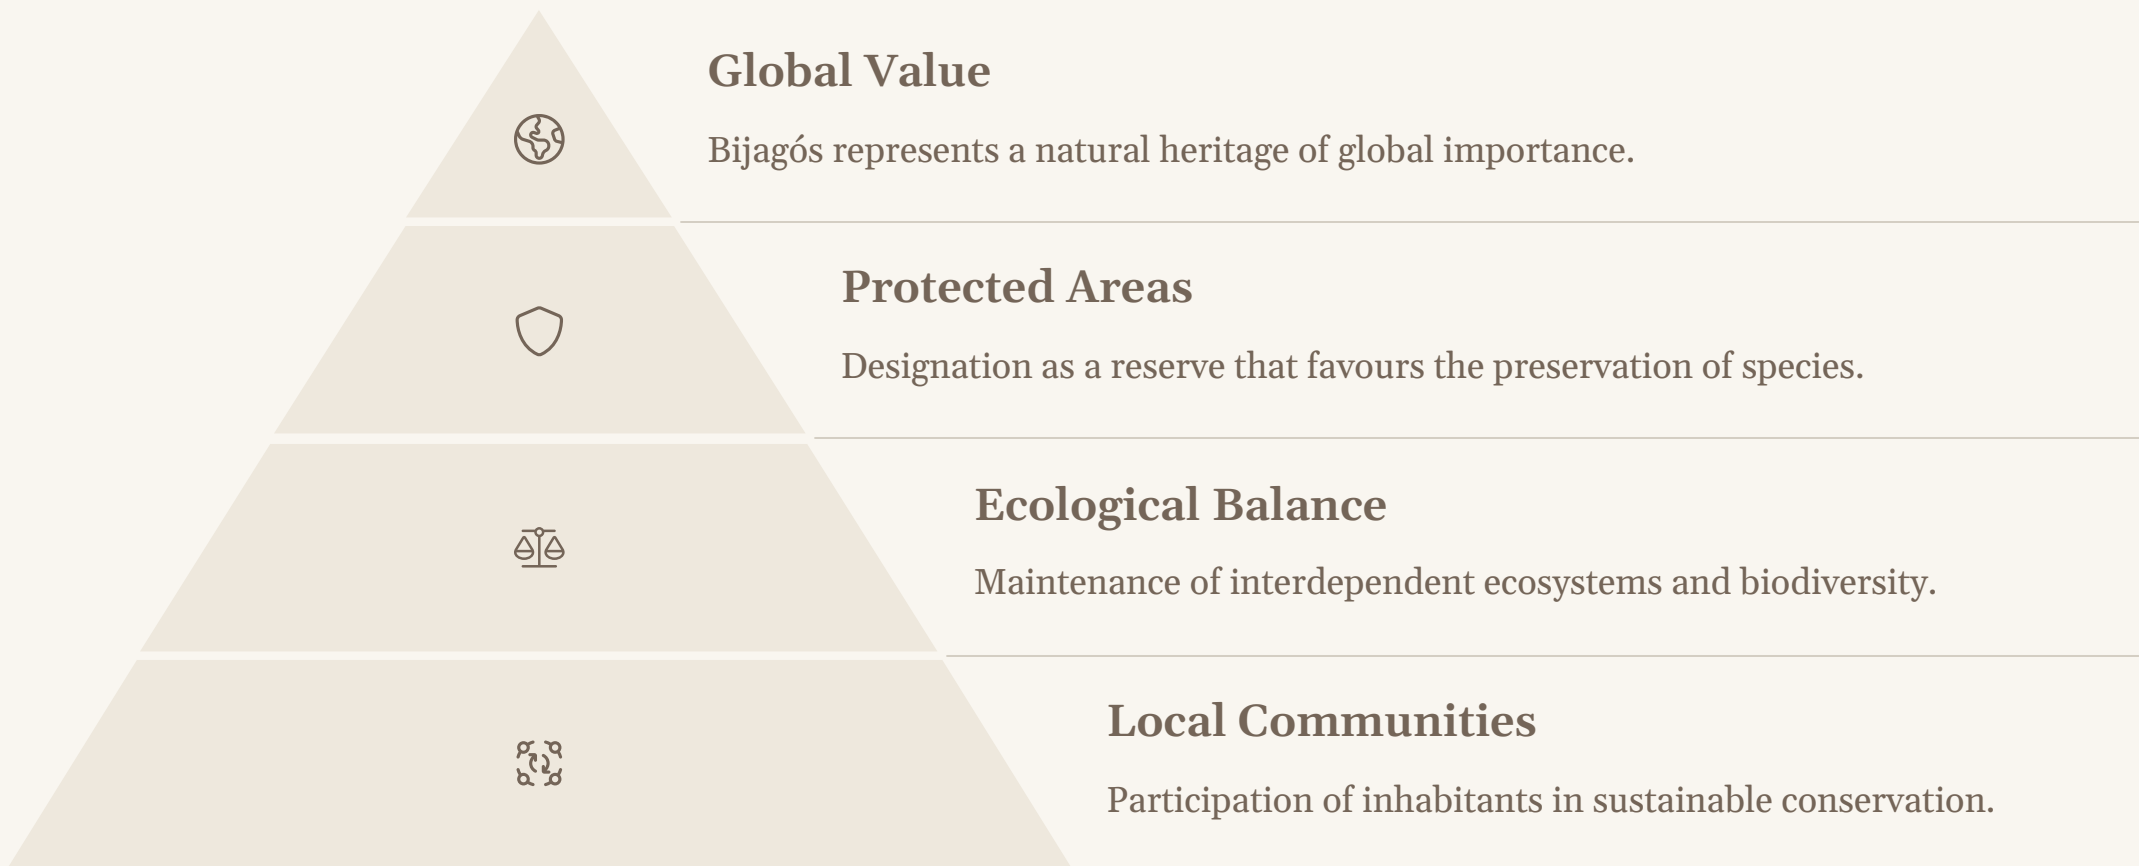 Global Value
Bijagós represents a natural heritage of global importance.
Protected Areas
Designation as a reserve that favours the preservation of species.
Ecological Balance
Maintenance of interdependent ecosystems and biodiversity.
Local Communities
Participation of inhabitants in sustainable conservation.